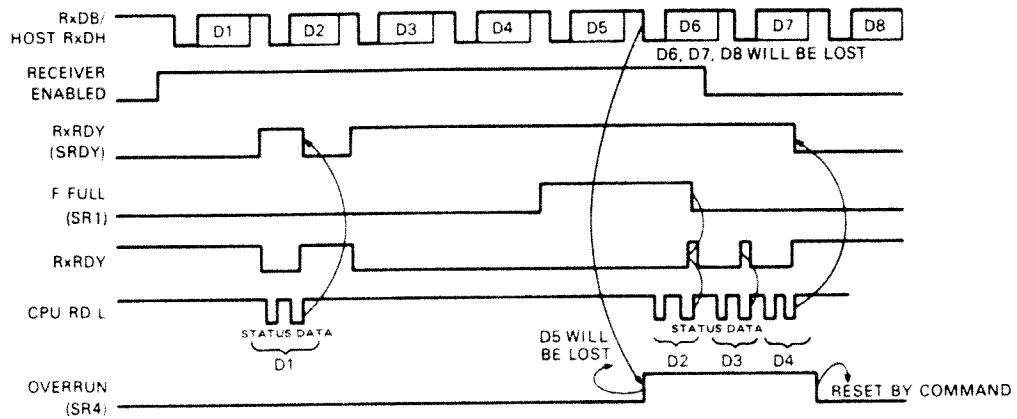 RxDB/
HOST RxDH
D1 D2 D3 D4 D5 D6 D7 D8
D6, D7, D8 WILL BE LOST
RECEIVER
ENABLED
RxRDY
(SRDY)
F FULL
(SR1)
RxRDY
CPU RD L
STATUS DATA
D1
STATUS DATA
D2 D3 D4
D5 WILL
BE LOST
OVERRUN
(SR4)
RESET BY COMMAND